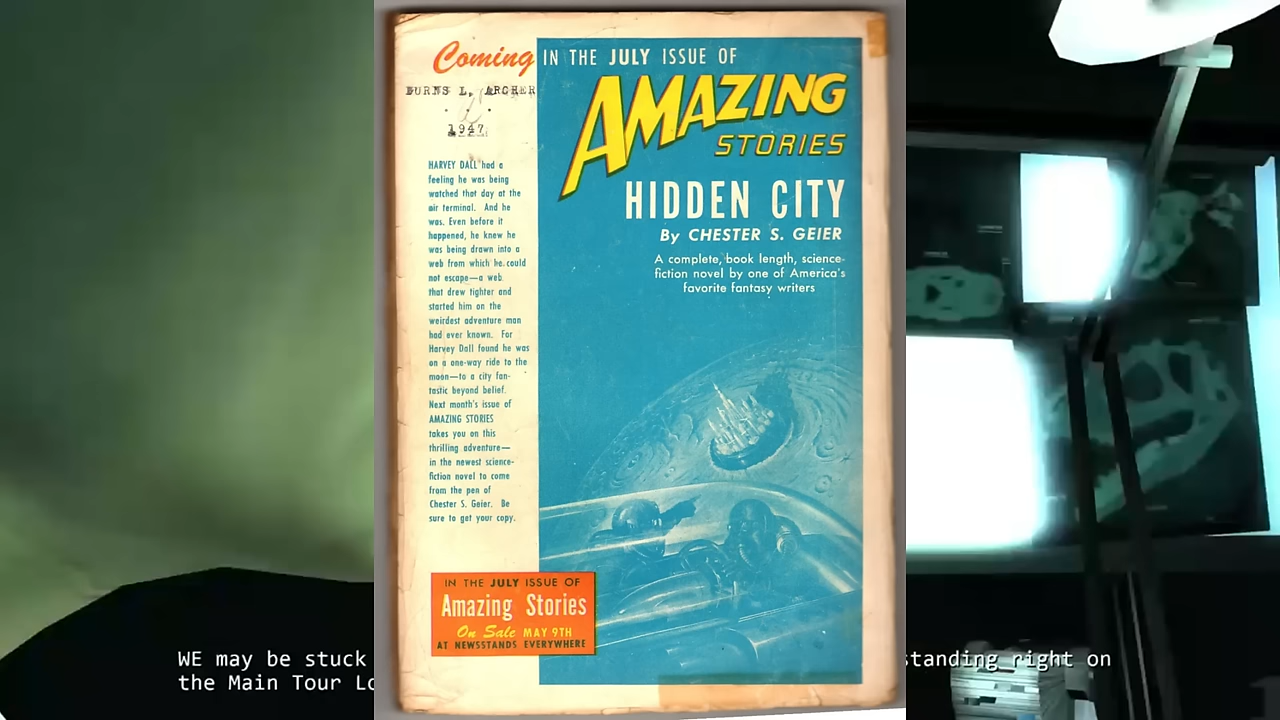 Coming IN THE JULY ISSUE OF
AMAZING
STORIES
BURNS L. ARCHER
1947
HIDDEN CITY
By CHESTER S. GEIER
A complete, book length, science-
fiction novel by one of America's
favorite fantasy writers
HARVEY DALL had a
feeling he was being
watched that day at the
air terminal. And he
was. Even before it
happened, he knew he
was being drawn into a
web from which he could
not escape—a web
that drew tighter and
started him on the
weirdest adventure man
had ever known. For
Harvey Dall found he was
on a one-way ride to the
moon—to a city fan-
tastic beyond belief.
Next month's issue of
AMAZING STORIES
takes you on this
thrilling adventure—
in the newest science-
fiction novel to come
from the pen of
Chester S. Geier. Be
sure to get your copy.
IN THE JULY ISSUE OF
Amazing Stories
On Sale MAY 9TH
AT NEWSSTANDS EVERYWHERE
WE may be stuck standing right on
the Main Tour